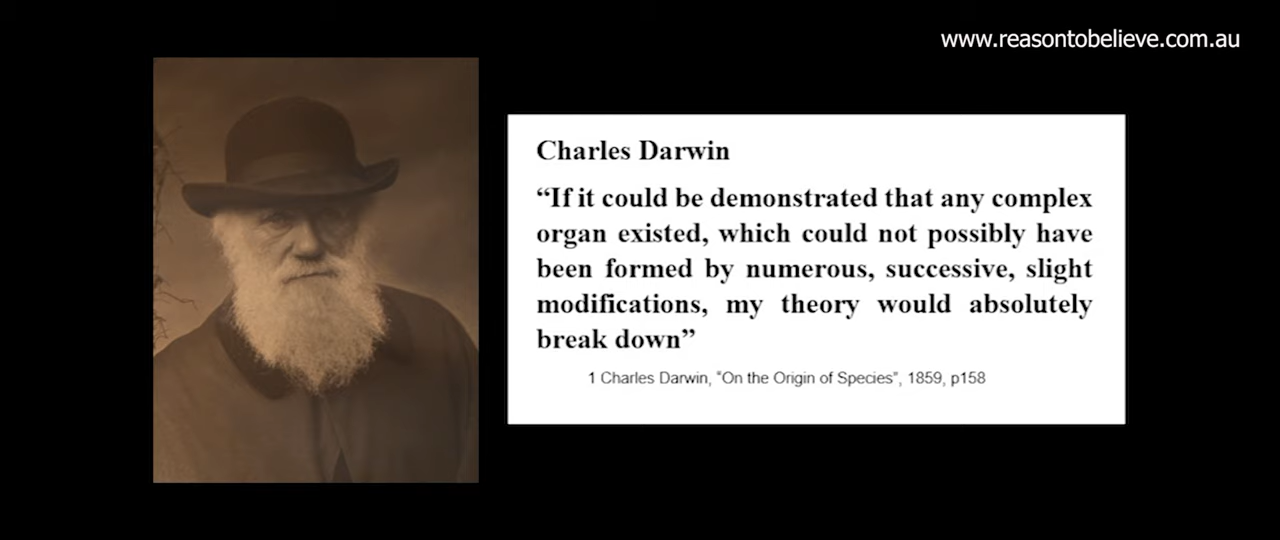 www.reasontobelieve.com.au
Charles Darwin
“If it could be demonstrated that any complex
organ existed, which could not possibly have
been formed by numerous, successive, slight
modifications, my theory would absolutely
break down”
1 Charles Darwin, “On the Origin of Species”, 1859, p158